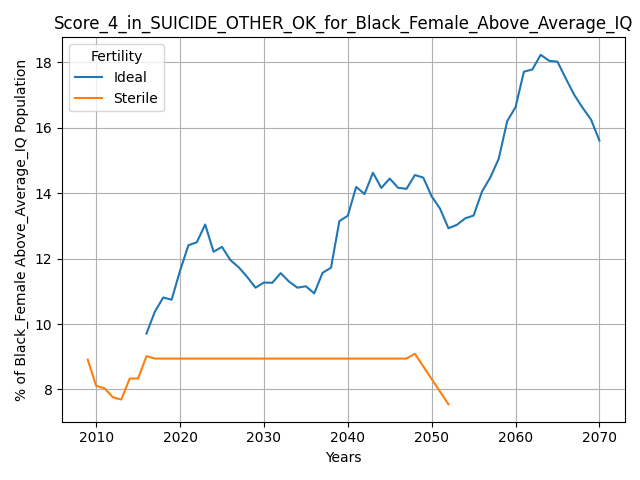 Score_4_in_SUICIDE_OTHER_OK_for_Black_Female_Above_Average_IQ
% of Black_Female Above_Average_IQ Population
18
16
14
12
10
8
Fertility
Ideal
Sterile
2010 2020 2030 2040 2050 2060 2070
Years